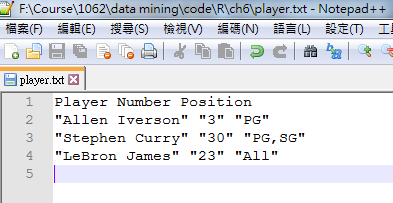 F:\Course\1062\data mining\code\R\ch6\player.txt - Notepad++
檔案(F) 編輯(E) 搜尋(S) 檢視(V) 編碼(N) 語言(L) 設定(T)
player.txt
1 Player Number Position
2 "Allen Iverson" "3" "PG"
3 "Stephen Curry" "30" "PG,SG"
4 "LeBron James" "23" "All"
5